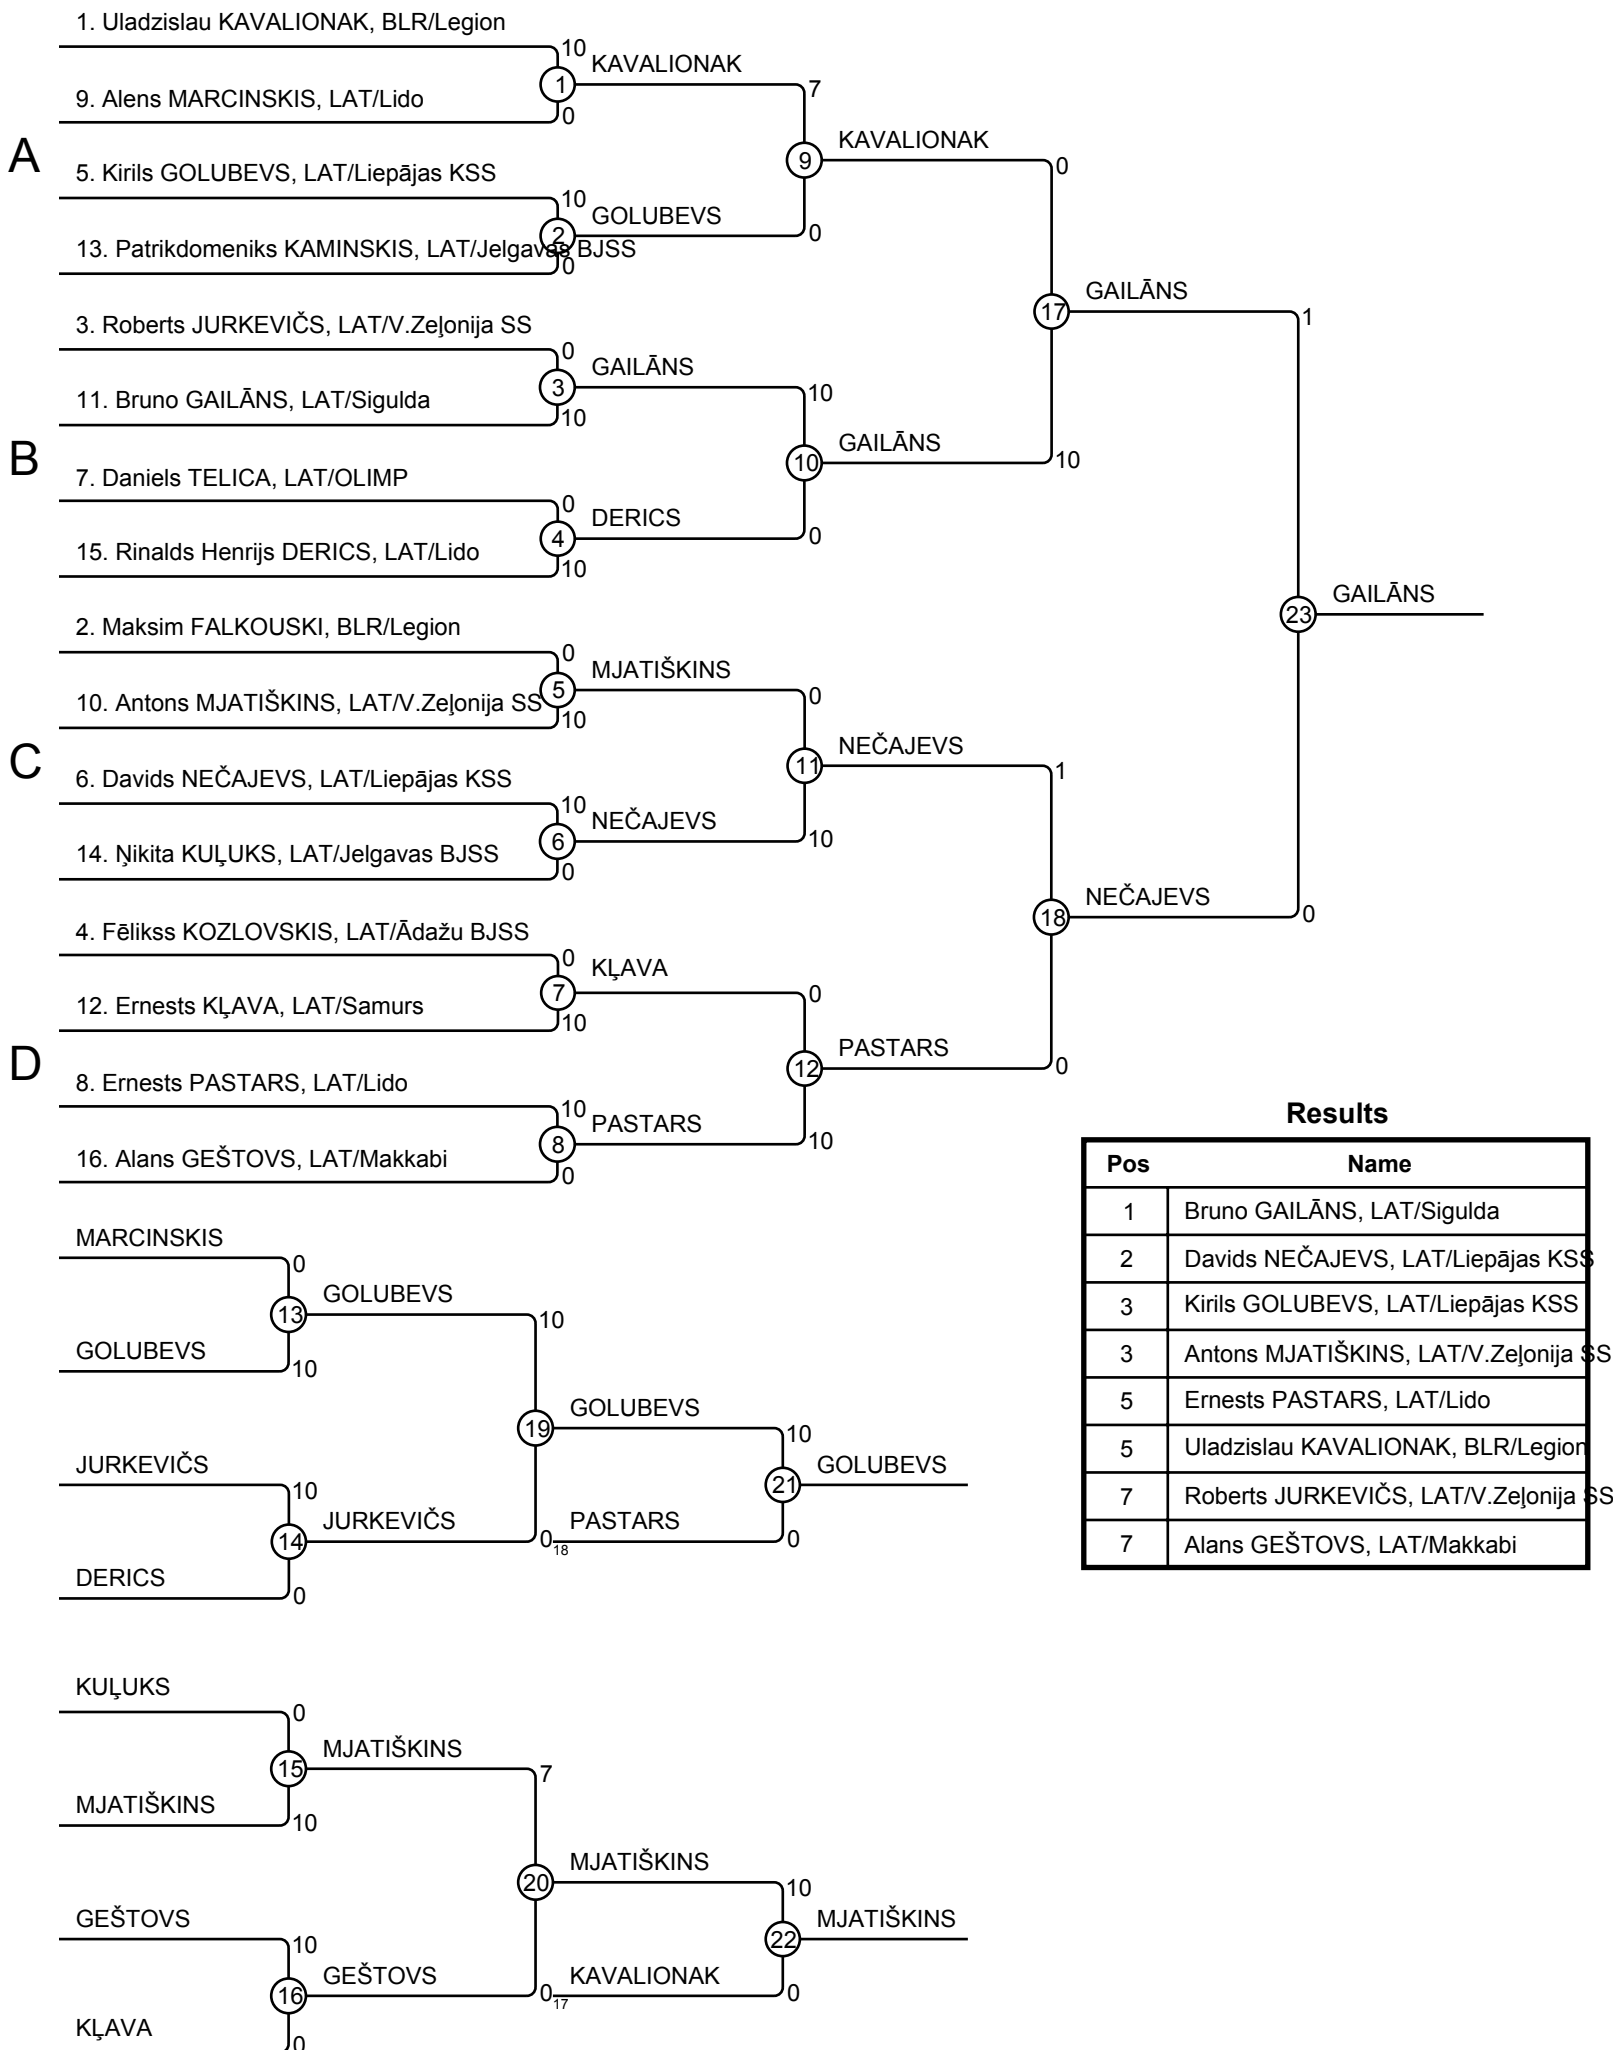 1. Uladzislau KAVALIONAK, BLR/Legion
10
KAVALIONAK
1
7
9. Alens MARCINSKIS, LAT/Lido
0
A
KAVALIONAK
9
0
5. Kirils GOLUBEVS, LAT/Liepājas KSS
10
GOLUBEVS
2
0
13. Patrikdomeniks KAMINSKIS, LAT/Jelgavas BJSS
0
GAILĀNS
17
1
3. Roberts JURKEVIČS, LAT/V.Zeļonija SS
0
GAILĀNS
3
10
11. Bruno GAILĀNS, LAT/Sigulda
10
B
GAILĀNS
10
10
7. Daniels TELICA, LAT/OLIMP
0
DERICS
4
0
15. Rinalds Henrijs DERICS, LAT/Lido
10
GAILĀNS
23
2. Maksim FALKOUSKI, BLR/Legion
0
MJATIŠKINS
5
0
10. Antons MJATIŠKINS, LAT/V.Zeļonija SS
10
C
NEČAJEVS
11
1
6. Davids NEČAJEVS, LAT/Liepājas KSS
10
NEČAJEVS
6
10
14. Ņikita KUĻUKS, LAT/Jelgavas BJSS
0
NEČAJEVS
18
0
4. Fēlikss KOZLOVSKIS, LAT/Ādažu BJSS
0
KĻAVA
7
0
12. Ernests KĻAVA, LAT/Samurs
10
D
PASTARS
12
0
8. Ernests PASTARS, LAT/Lido
10
PASTARS
8
10
16. Alans GEŠTOVS, LAT/Makkabi
0
Results
Pos Name
1 Bruno GAILĀNS, LAT/Sigulda
2 Davids NEČAJEVS, LAT/Liepājas KSS
3 Kirils GOLUBEVS, LAT/Liepājas KSS
3 Antons MJATIŠKINS, LAT/V.Zeļonija SS
5 Ernests PASTARS, LAT/Lido
5 Uladzislau KAVALIONAK, BLR/Legion
7 Roberts JURKEVIČS, LAT/V.Zeļonija SS
7 Alans GEŠTOVS, LAT/Makkabi
MARCINSKIS
0
GOLUBEVS
13
10
GOLUBEVS
10
GOLUBEVS
19
10
JURKEVIČS
10
GOLUBEVS
21
JURKEVIČS
14
0
18
PASTARS
0
DERICS
0
KUĻUKS
0
MJATIŠKINS
15
7
MJATIŠKINS
10
MJATIŠKINS
20
10
GEŠTOVS
10
MJATIŠKINS
22
GEŠTOVS
16
0
17
KAVALIONAK
0
KĻAVA
0